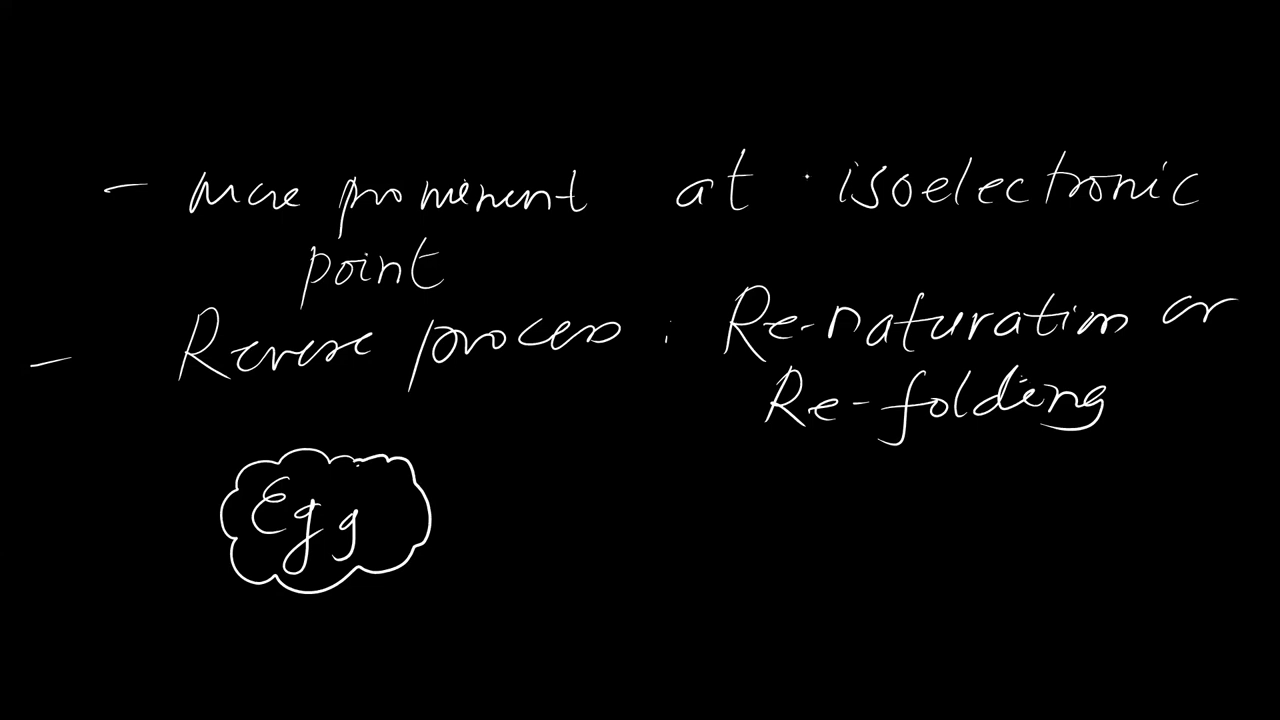 - more prominent at isoelectronic
point
- Reverse process : Re-naturation or
Re-folding
Egg